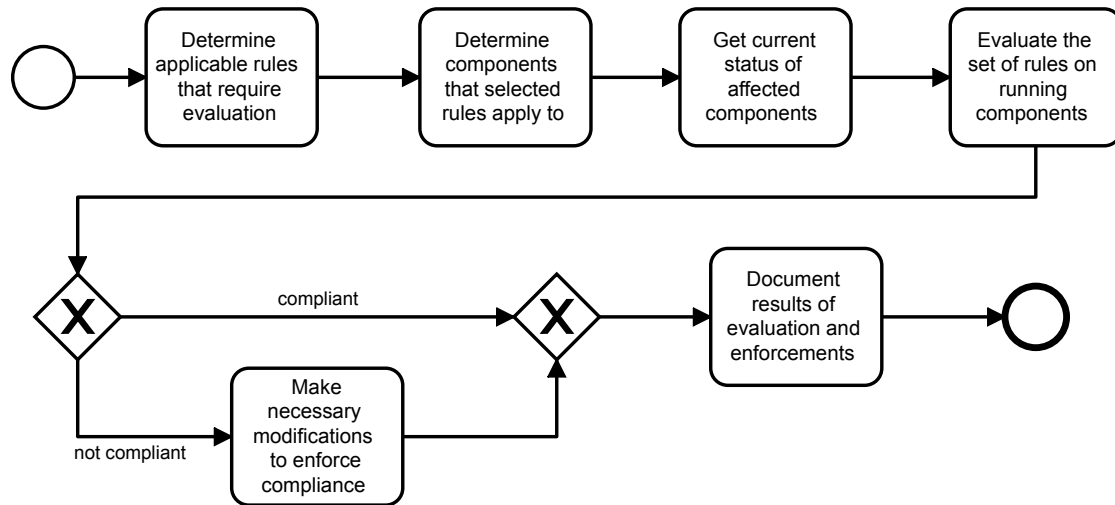 Determine
applicable rules
that require
evaluation
Determine
components
that selected
rules apply to
Get current
status of
affected
components
Evaluate the
set of rules on
running
components
X
compliant
X
Document
results of
evaluation and
enforcements
not compliant
Make
necessary
modifications
to enforce
compliance